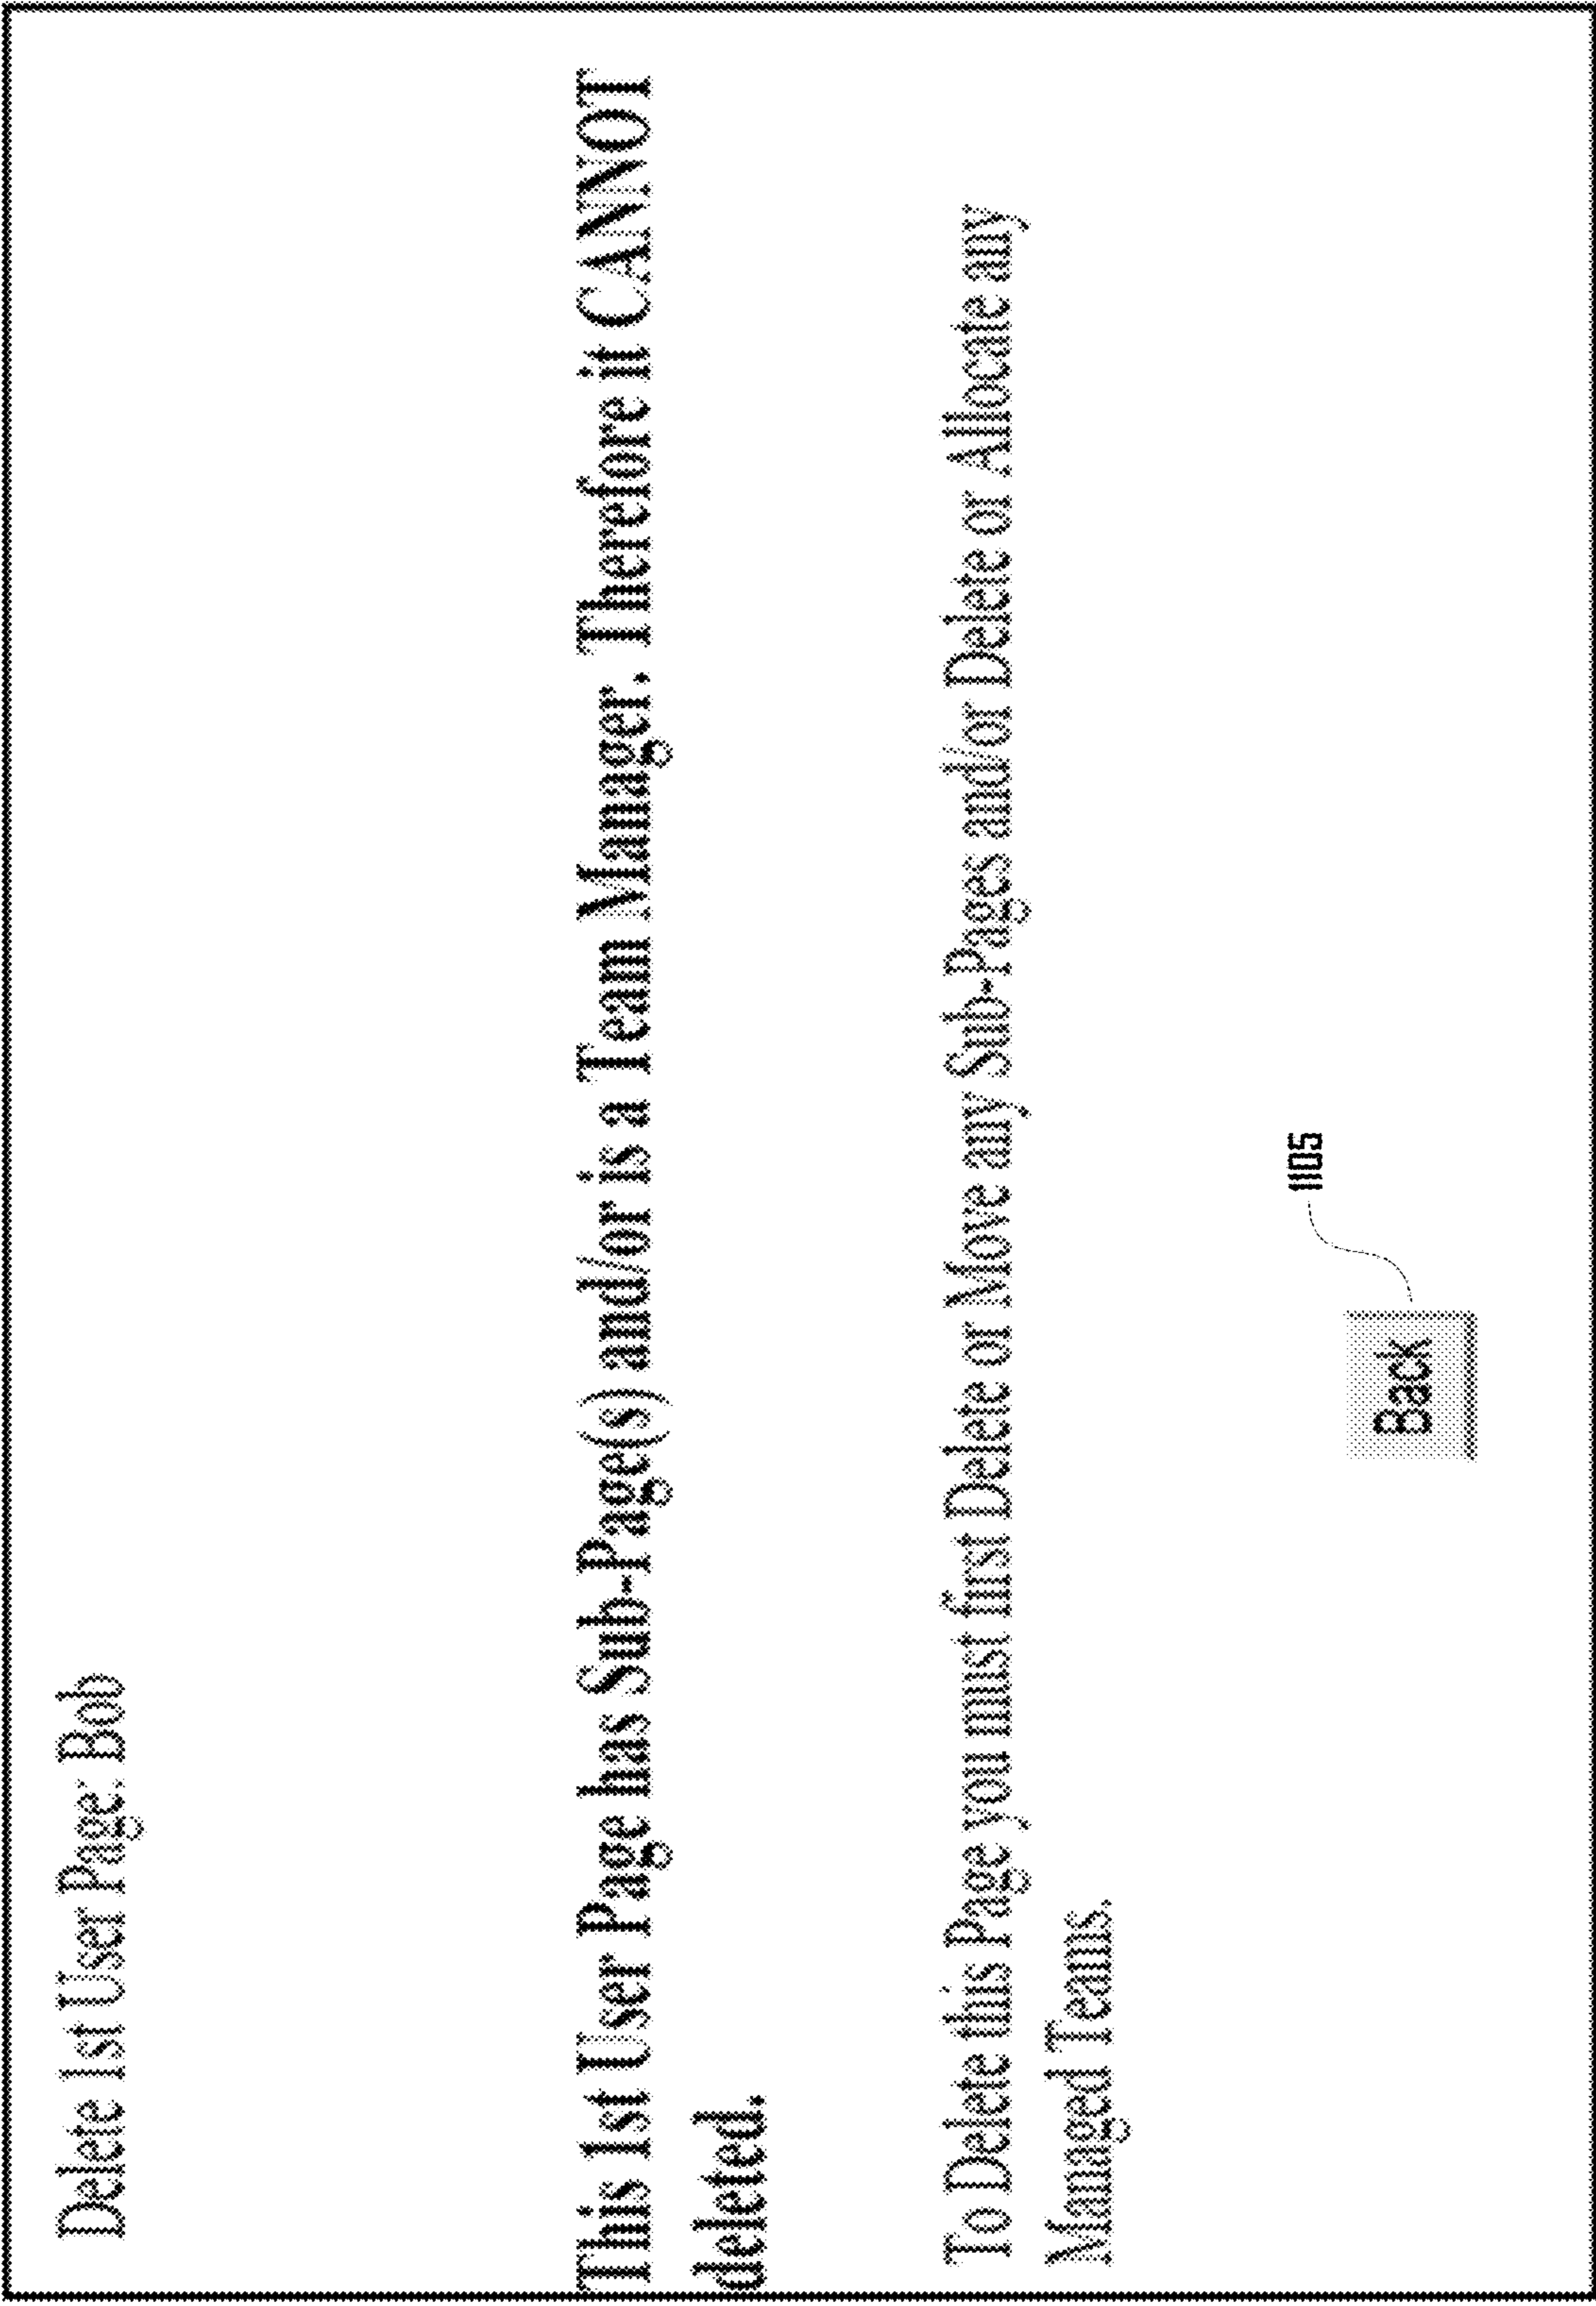 Delete 1st User Page: Bob
This 1st User Page has Sub-Page(s) and/or is a Team Manager. Therefore it CANNOT
deleted.
To Delete this Page you must first Delete or Move any Sub-Pages and/or Delete or Allocate any
Managed Teams.
1105
Back